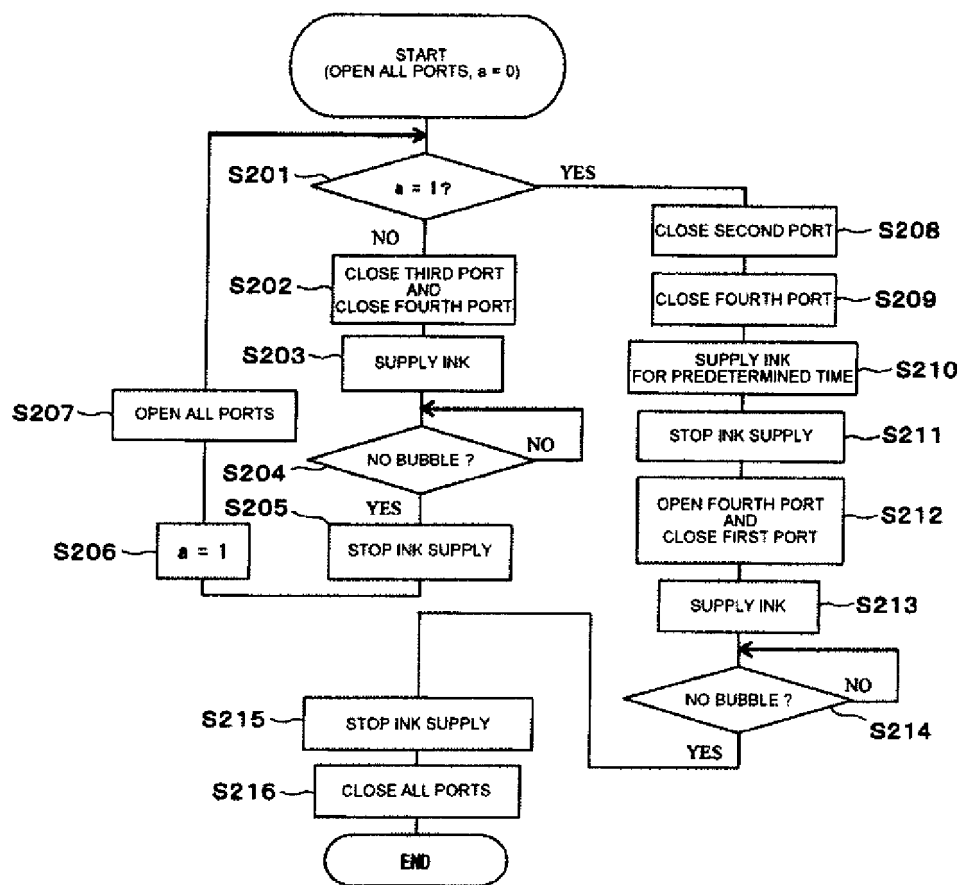 START
(OPEN ALL PORTS, a = 0)
S201
a = 1 ?
YES
NO
S202
CLOSE THIRD PORT
AND
CLOSE FOURTH PORT
S203
SUPPLY INK
S204
NO BUBBLE ?
NO
YES
S205
STOP INK SUPPLY
S206
a = 1
S207
OPEN ALL PORTS
CLOSE SECOND PORT
S208
CLOSE FOURTH PORT
S209
SUPPLY INK
FOR PREDETERMINED TIME
S210
STOP INK SUPPLY
S211
OPEN FOURTH PORT
AND
CLOSE FIRST PORT
S212
SUPPLY INK
S213
NO BUBBLE ?
NO
S214
YES
S215
STOP INK SUPPLY
S216
CLOSE ALL PORTS
END